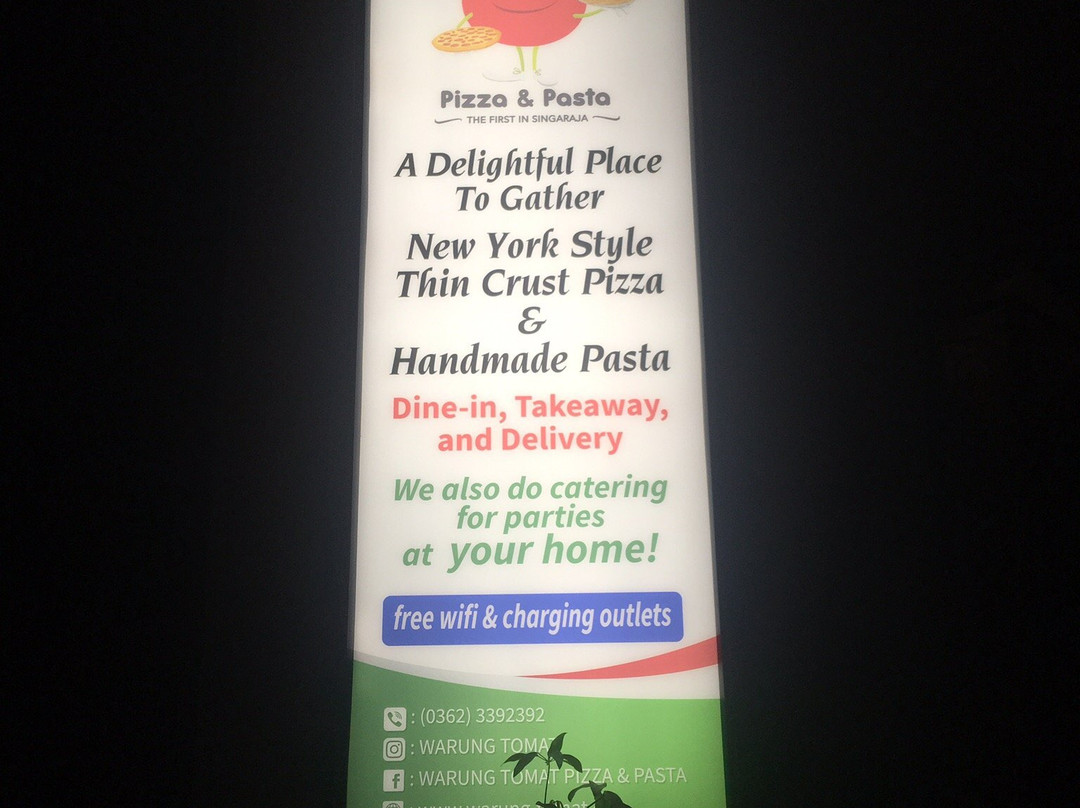 Pizza & Pasta
THE FIRST IN SINGARAJA
A Delightful Place
To Gather
New York Style
Thin Crust Pizza
&
Handmade Pasta
Dine-in, Takeaway,
and Delivery
We also do catering
for parties
at your home!
free wifi & charging outlets
: (0362) 3392392
: WARUNG TOMAT
: WARUNG TOMAT PIZZA & PASTA